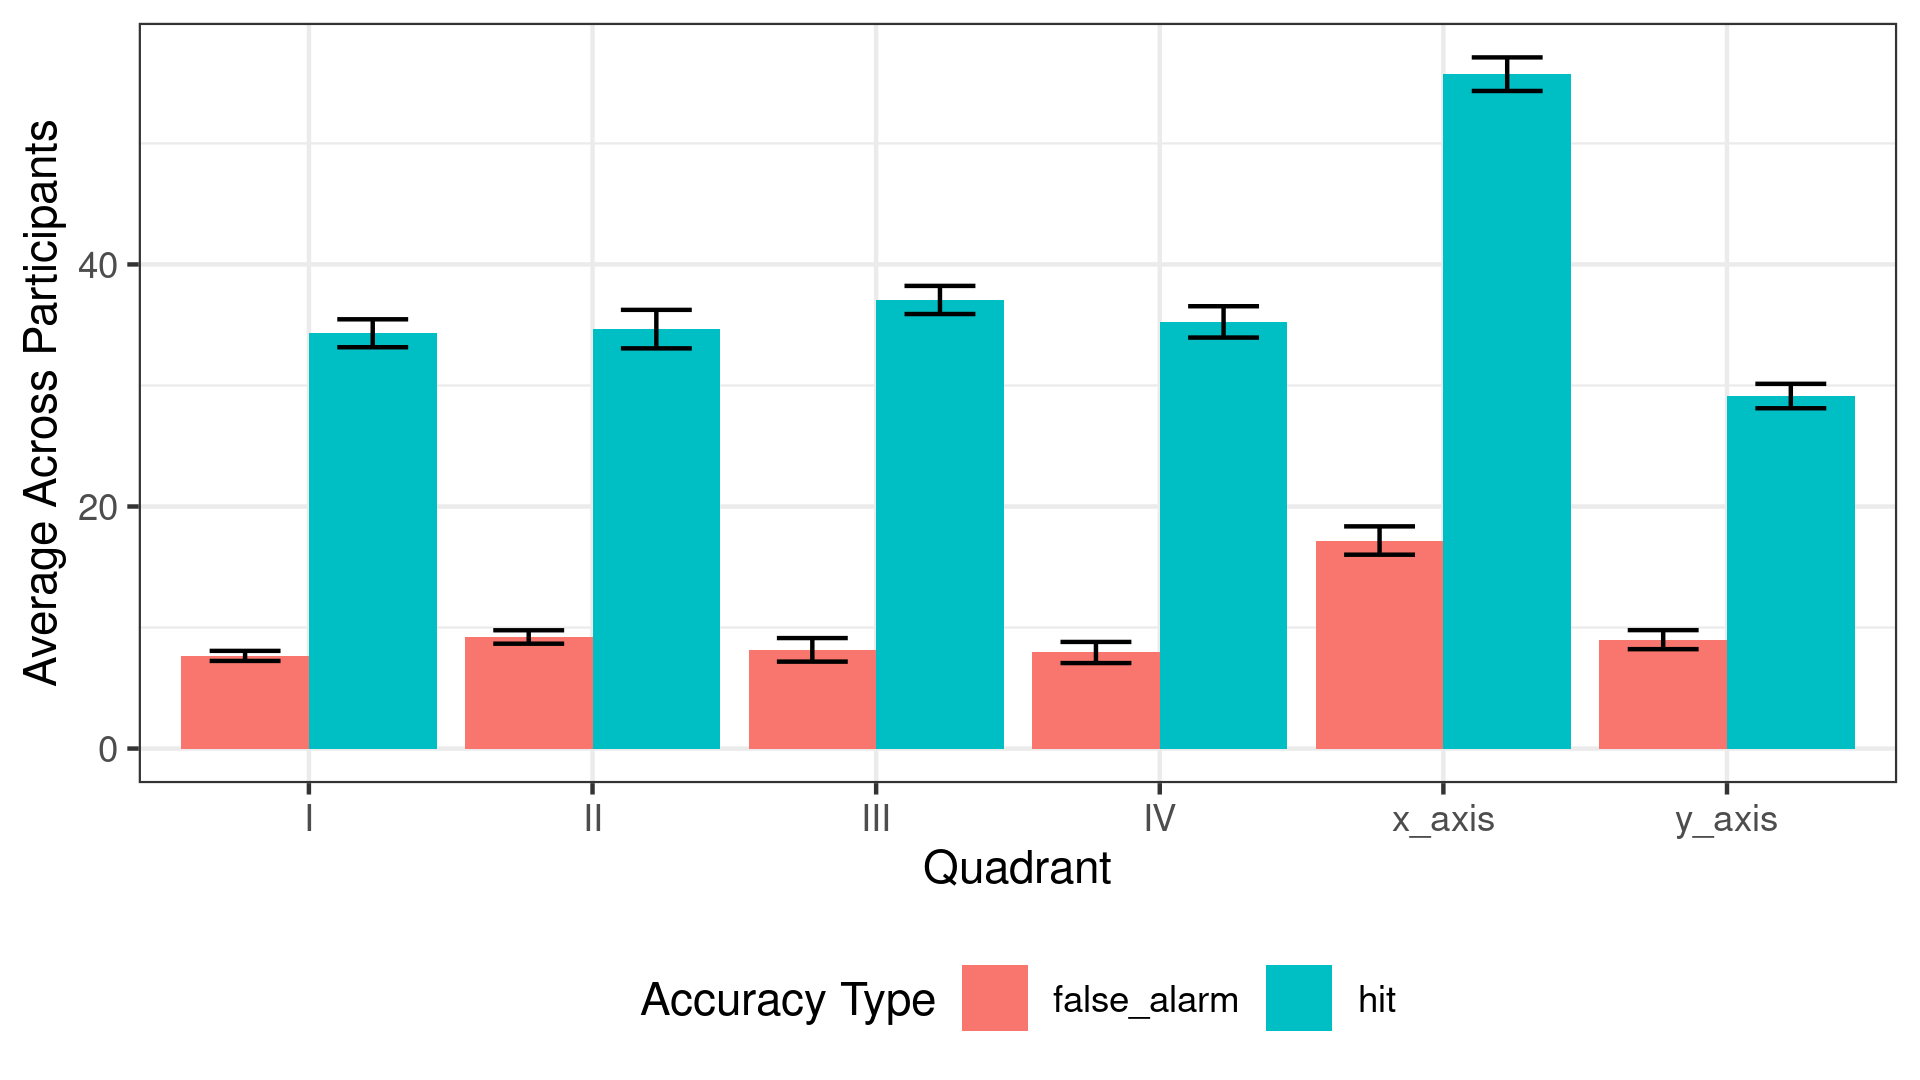 Average Across Participants
40
20
0
I II III IV x_axis y_axis
Quadrant
Accuracy Type false_alarm hit